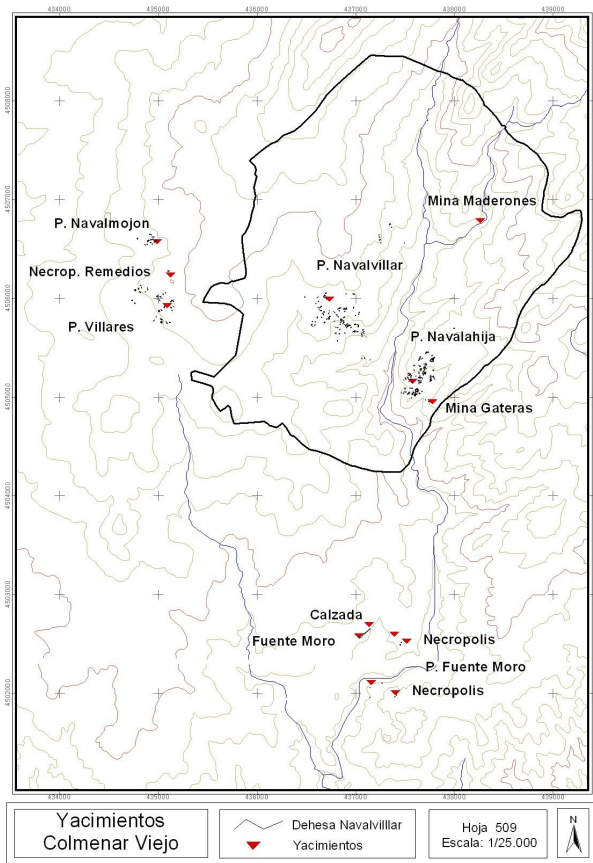 434000 435000 436000 437000 438000 439000
4508000
4507000
Mina Maderones
P. Navalmojon
Necrop. Remedios
P. Navalvillar
4506000
P. Villares
P. Navalahija
4505000
Mina Gateras
4504000
4503000
Calzada
Fuente Moro
Necropolis
P. Fuente Moro
Necropolis
4502000
434000 435000 436000 437000 438000 439000
Yacimientos
Colmenar Viejo
Dehesa Navalvilllar
Yacimientos
Hoja 509
Escala: 1/25.000
N